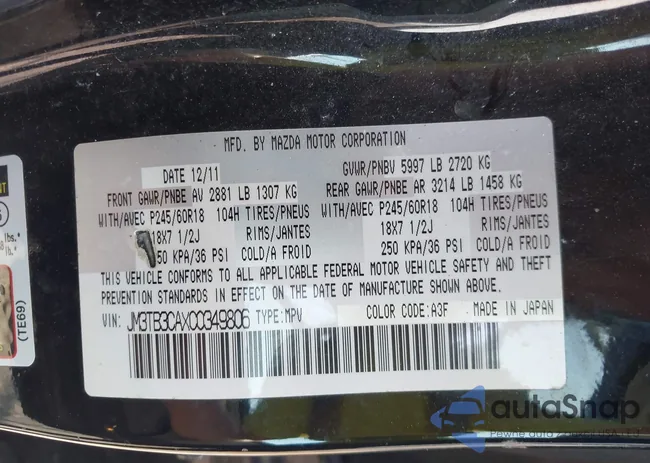 MFD. BY MAZDA MOTOR CORPORATION
DATE 12/11 GVWR/PNBV 5997 LB 2720 KG
FRONT GAWR/PNBE AV 2881 LB 1307 KG REAR GAWR/PNBE AR 3214 LB 1458 KG
WITH/AVEC P245/60R18 104H TIRES/PNEUS WITH/AVEC P245/60R18 104H TIRES/PNEUS
18X7 1/2J RIMS/JANTES 18X7 1/2J RIMS/JANTES
250 KPA/36 PSI COLD/A FROID 250 KPA/36 PSI COLD/A FROID
THIS VEHICLE CONFORMS TO ALL APPLICABLE FEDERAL MOTOR VEHICLE SAFETY AND THEFT
PREVENTION STANDARDS IN EFFECT ON THE DATE OF MANUFACTURE SHOWN ABOVE.
VIN: JM3TB3CAXC0349806 TYPE:MPV COLOR CODE: A3F MADE IN JAPAN
(TE69)
lbs.
lb.
autoSnap